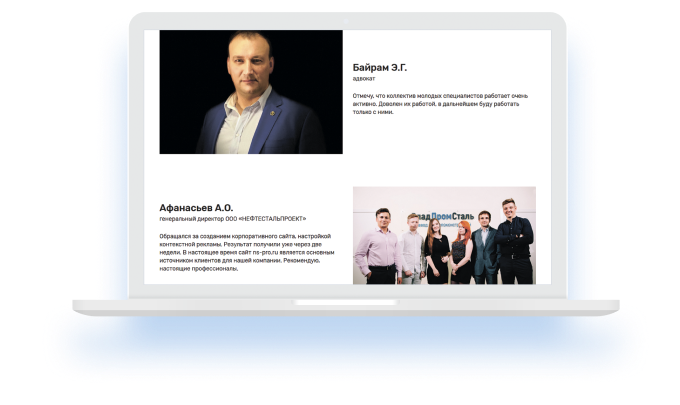 Байрам Э.Г.
адвокат
Отмечу, что коллектив молодых специалистов работает очень
активно. Доволен их работой, в дальнейшем буду работать
только с ними.
Афанасьев А.О.
генеральный директор ООО «НЕФТЕСТАЛЬПРОЕКТ»
Обращался за созданием корпоративного сайта, настройкой
контекстной рекламы. Результат получили уже через две
недели. В настоящее время сайт ns-pro.ru является основным
источником клиентов для нашей компании. Рекомендую,
настоящие профессионалы.
ПромСталь